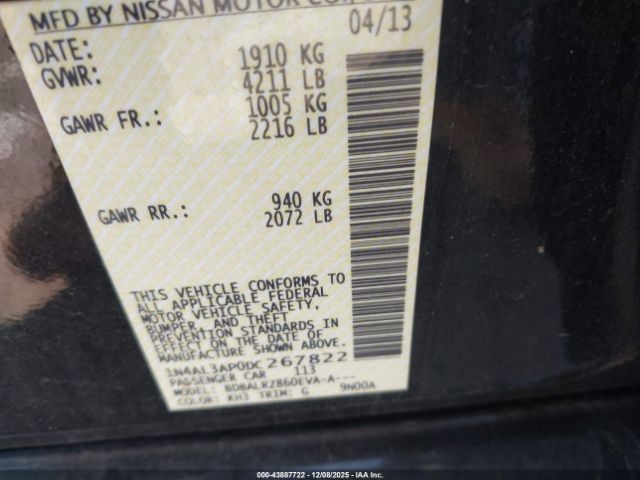 MFD BY NISSAN MOTOR CO.,
DATE: 04/13
GVWR: 1910 KG
4211 LB
GAWR FR.: 1005 KG
2216 LB
GAWR RR.: 940 KG
2072 LB
THIS VEHICLE CONFORMS TO
ALL APPLICABLE FEDERAL
MOTOR VEHICLE SAFETY,
BUMPER, AND THEFT
PREVENTION STANDARDS IN
EFFECT ON THE DATE OF
MANUFACTURE SHOWN ABOVE.
1N4AL3AP0DC267822
PASSENGER CAR 113
MODEL: BDBALRZ860EVA-A---
COLOR: KH3 TRIM: G 9N00A
000-43887722 | 12/08/2025 | IAA Inc.